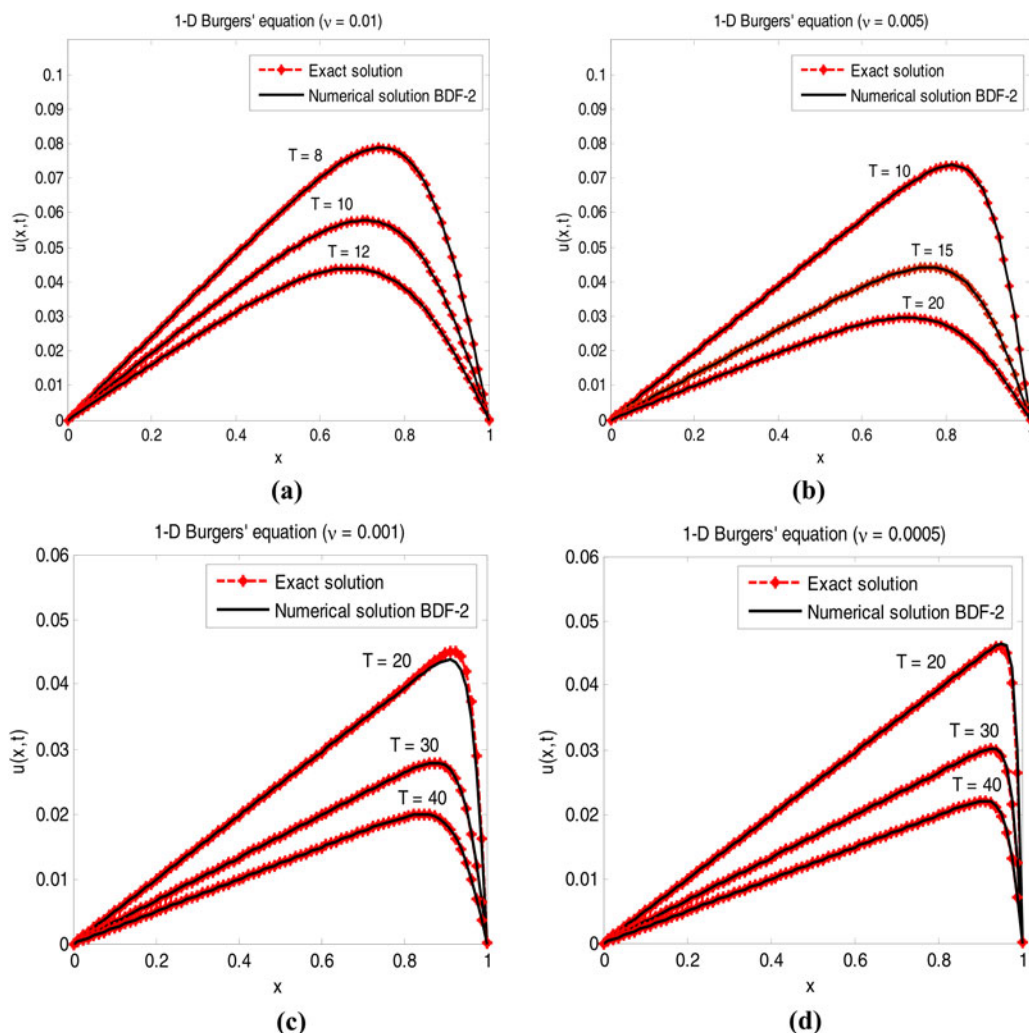 1-D Burgers' equation (ν = 0.01)
Exact solution
Numerical solution BDF-2
0.1
0.09
0.08
0.07
0.06
0.05
0.04
0.03
0.02
0.01
0
u(x,t)
T = 8
T = 10
T = 12
0 0.2 0.4 0.6 0.8 1
x
(a)
1-D Burgers' equation (ν = 0.005)
Exact solution
Numerical solution BDF-2
0.1
0.09
0.08
0.07
0.06
0.05
0.04
0.03
0.02
0.01
0
u(x,t)
T = 10
T = 15
T = 20
0 0.2 0.4 0.6 0.8 1
x
(b)
1-D Burgers' equation (ν = 0.001)
Exact solution
Numerical solution BDF-2
0.06
0.05
0.04
0.03
0.02
0.01
0
u(x,t)
T = 20
T = 30
T = 40
0 0.2 0.4 0.6 0.8 1
x
(c)
1-D Burgers' equation (ν = 0.0005)
Exact solution
Numerical solution BDF-2
0.06
0.05
0.04
0.03
0.02
0.01
0
u(x,t)
T = 20
T = 30
T = 40
0 0.2 0.4 0.6 0.8 1
x
(d)